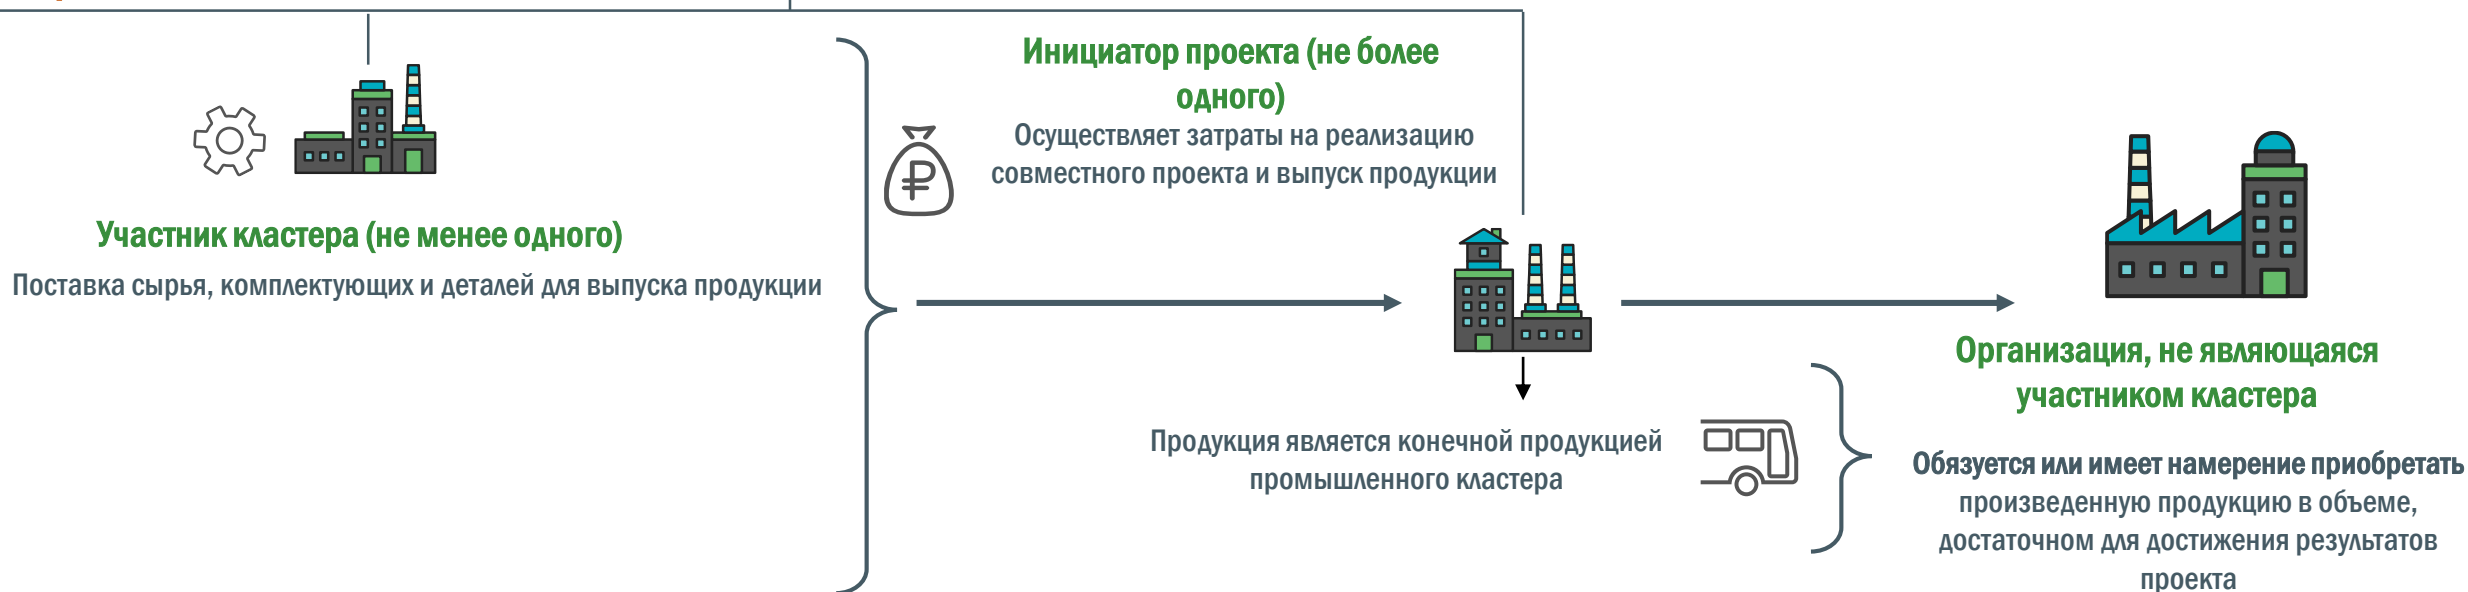 Участник кластера (не менее одного)
Поставка сырья, комплектующих и деталей для выпуска продукции
Инициатор проекта (не более
одного)
Осуществляет затраты на реализацию
совместного проекта и выпуск продукции
Продукция является конечной продукцией
промышленного кластера
Организация, не являющаяся
участником кластера
Обязуется или имеет намерение приобретать
произведенную продукцию в объеме,
достаточном для достижения результатов
проекта